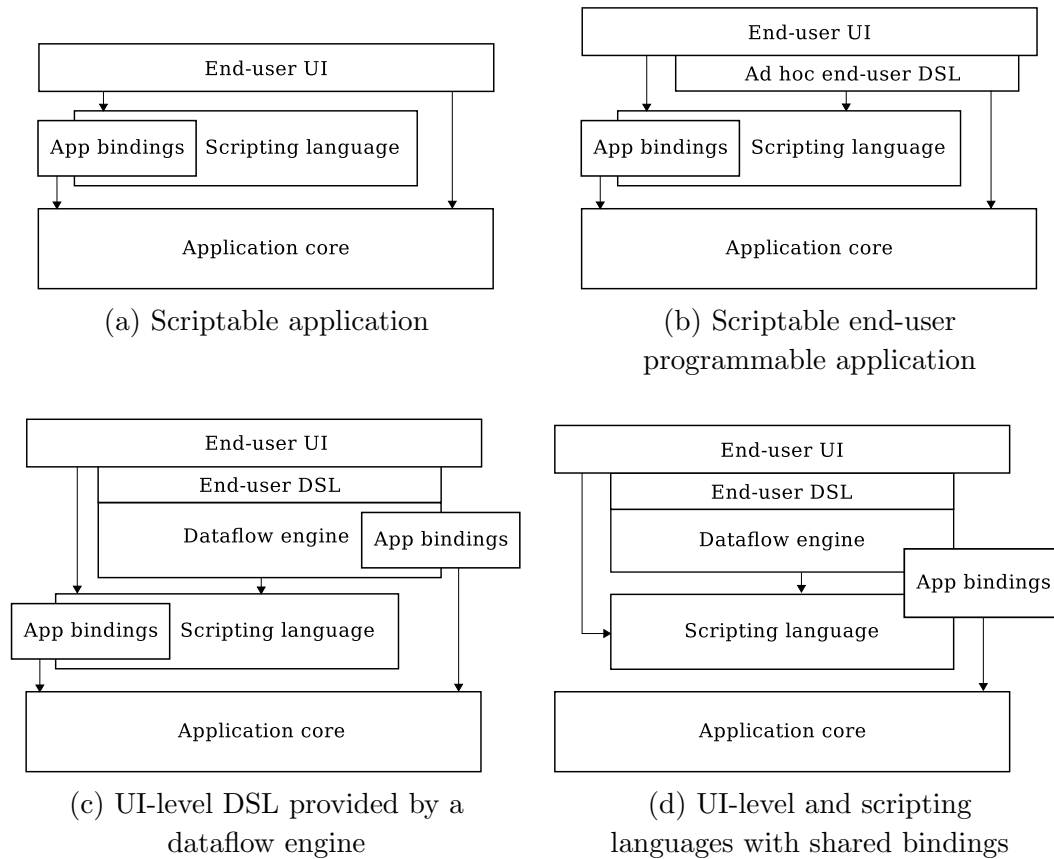 End-user UI
App bindings
Scripting language
Application core
(a) Scriptable application
End-user UI
Ad hoc end-user DSL
App bindings
Scripting language
Application core
(b) Scriptable end-user
programmable application
End-user UI
End-user DSL
Dataflow engine
App bindings
App bindings
Scripting language
Application core
(c) UI-level DSL provided by a
dataflow engine
End-user UI
End-user DSL
Dataflow engine
App bindings
Scripting language
Application core
(d) UI-level and scripting
languages with shared bindings